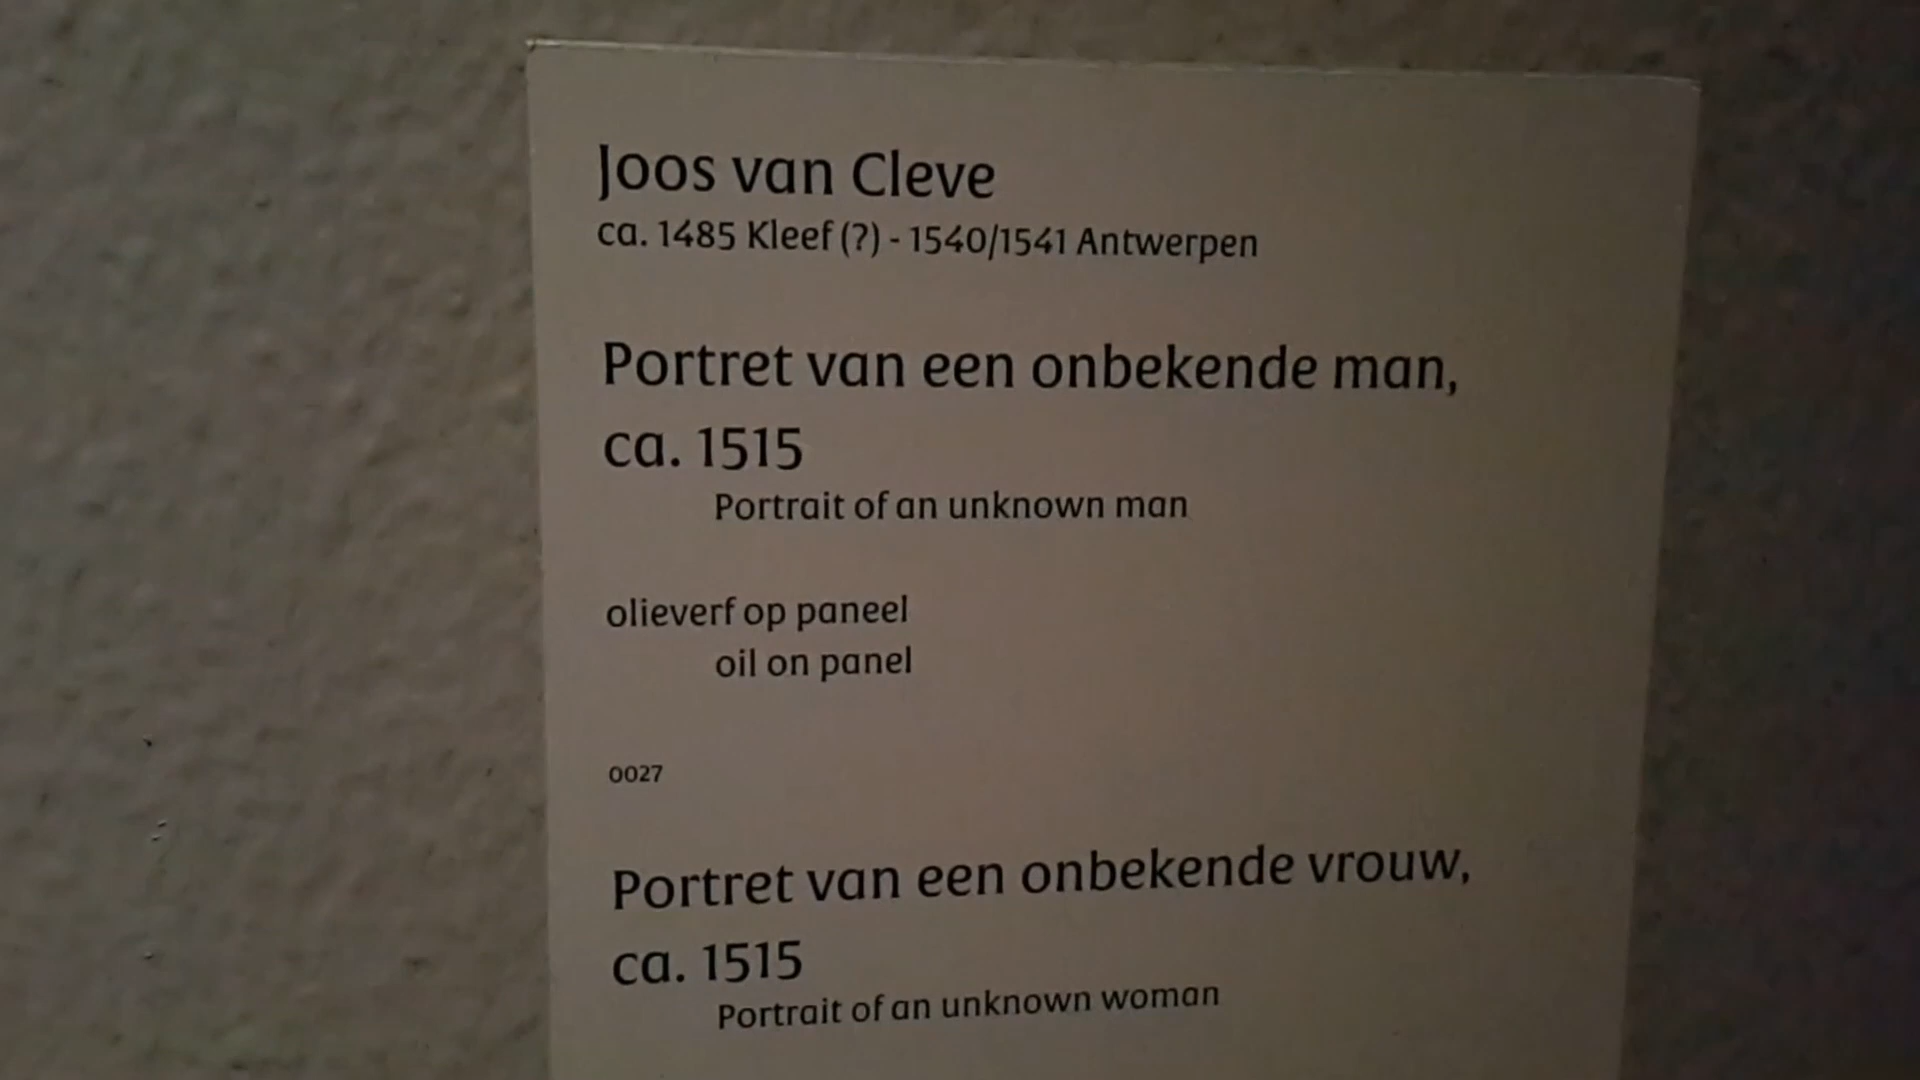 Joos van Cleve
ca. 1485 Kleef (?) - 1540/1541 Antwerpen
Portret van een onbekende man,
ca. 1515
Portrait of an unknown man
olieverf op paneel
oil on panel
0027
Portret van een onbekende vrouw,
ca. 1515
Portrait of an unknown woman